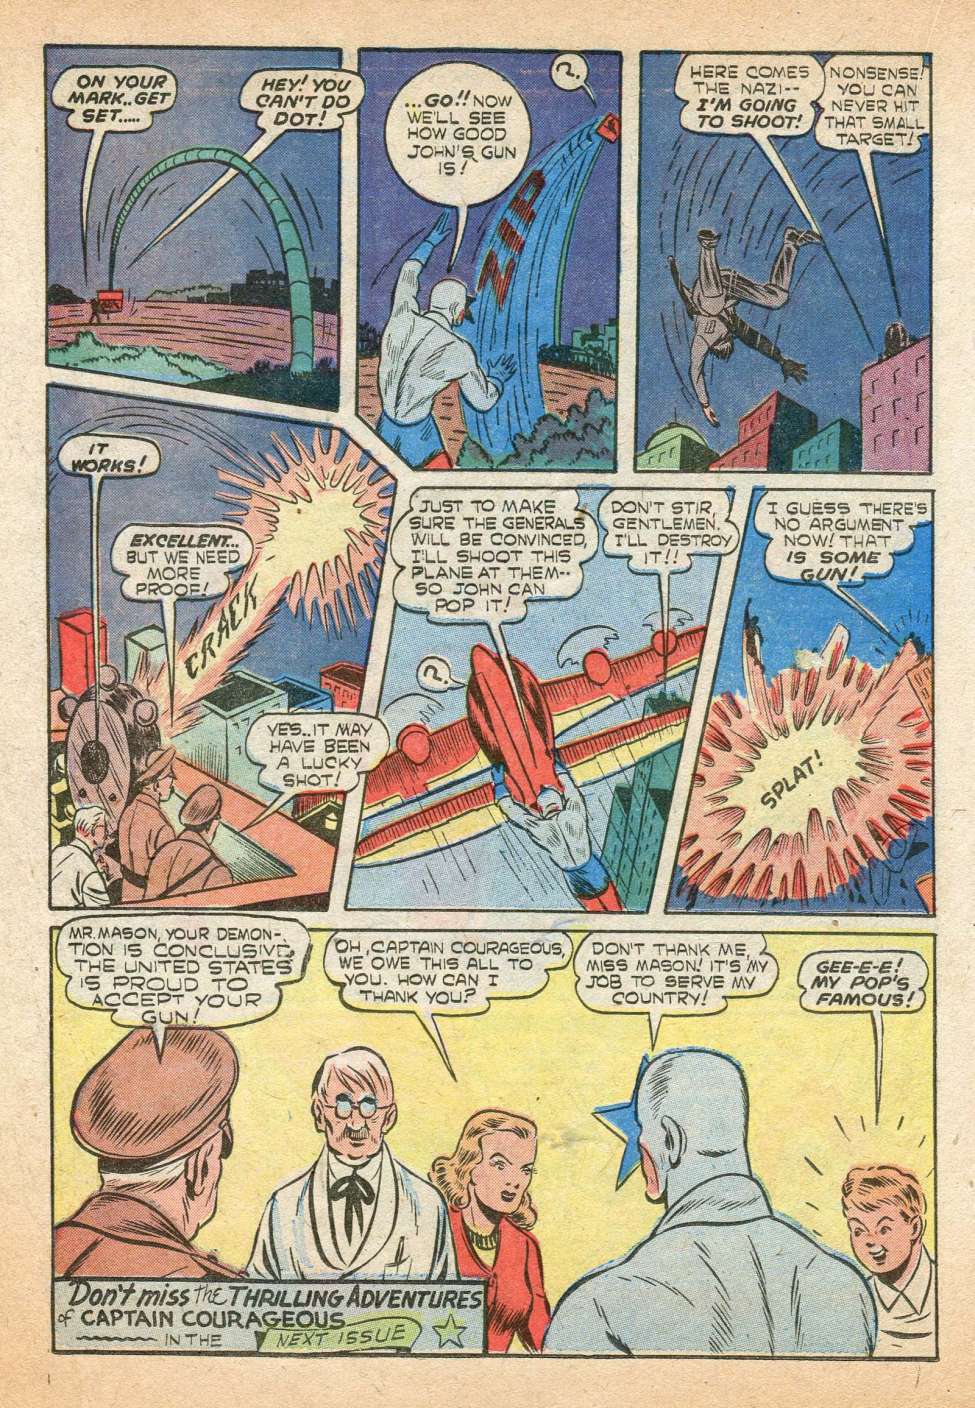 ON YOUR
MARK..GET
SET.....
HEY! YOU
CAN'T DO
DOT!
...GO!! NOW
WE'LL SEE
HOW GOOD
JOHN'S GUN
IS!
?
ZIP
HERE COMES
THE NAZI--
I'M GOING
TO SHOOT!
NONSENSE!
YOU CAN
NEVER HIT
THAT SMALL
TARGET!
IT
WORKS!
EXCELLENT..
BUT WE NEED
MORE
PROOF!
CRACK
YES..IT MAY
HAVE BEEN
A LUCKY
SHOT!
JUST TO MAKE
SURE THE GENERALS
WILL BE CONVINCED,
I'LL SHOOT THIS
PLANE AT THEM--
SO JOHN CAN
POP IT!
?
DON'T STIR,
GENTLEMEN.
I'LL DESTROY
IT!!
I GUESS THERE'S
NO ARGUMENT
NOW! THAT
IS SOME
GUN!
SPLAT!
MR. MASON, YOUR DEMON-
TION IS CONCLUSIVE.
THE UNITED STATES
IS PROUD TO
ACCEPT YOUR
GUN!
OH, CAPTAIN COURAGEOUS,
WE OWE THIS ALL TO
YOU. HOW CAN I
THANK YOU?
DON'T THANK ME,
MISS MASON! IT'S MY
JOB TO SERVE MY
COUNTRY!
GEE-E-E!
MY POP'S
FAMOUS!
Don't miss the THRILLING ADVENTURES
of CAPTAIN COURAGEOUS
IN THE NEXT ISSUE